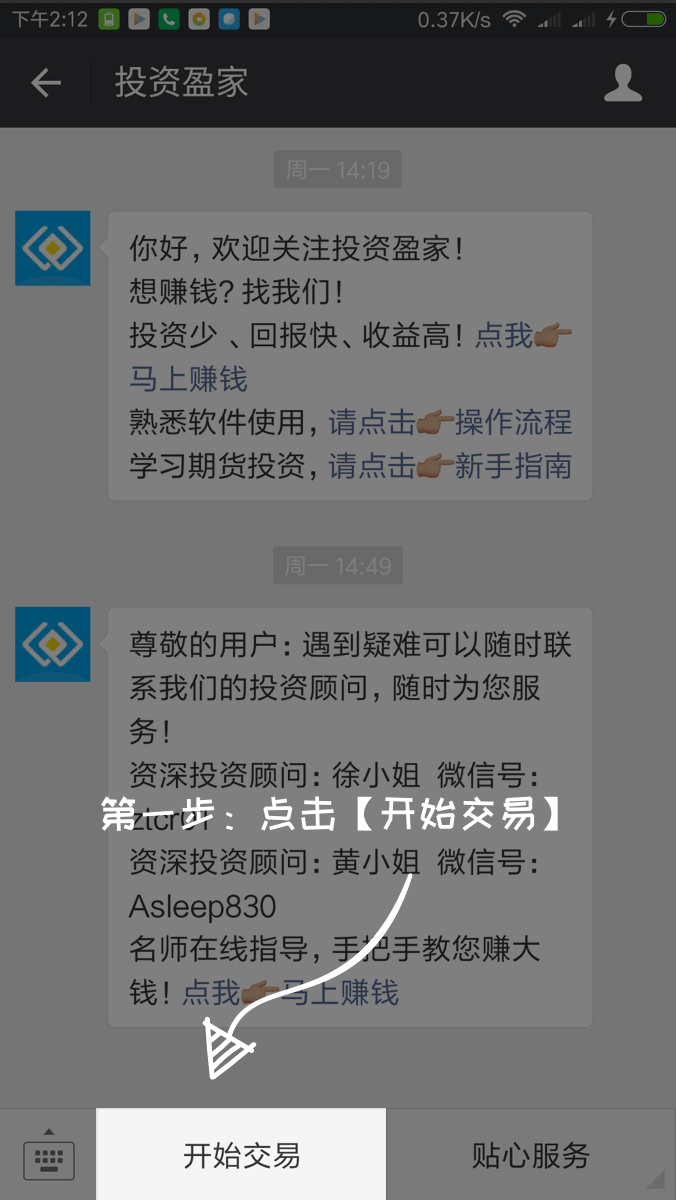 下午2:12
0.37K/s
投资盈家
周一 14:19
你好，欢迎关注投资盈家！
想赚钱？找我们！
投资少 、回报快、收益高！点我👉
马上赚钱
熟悉软件使用，请点击👉操作流程
学习期货投资，请点击👉新手指南
周一 14:49
尊敬的用户：遇到疑难可以随时联
系我们的投资顾问，随时为您服
务！
资深投资顾问：徐小姐 微信号：
第一步：点击【开始交易】
资深投资顾问：黄小姐 微信号：
Asleep830
名师在线指导，手把手教您赚大
钱！点我👉马上赚钱
开始交易
贴心服务